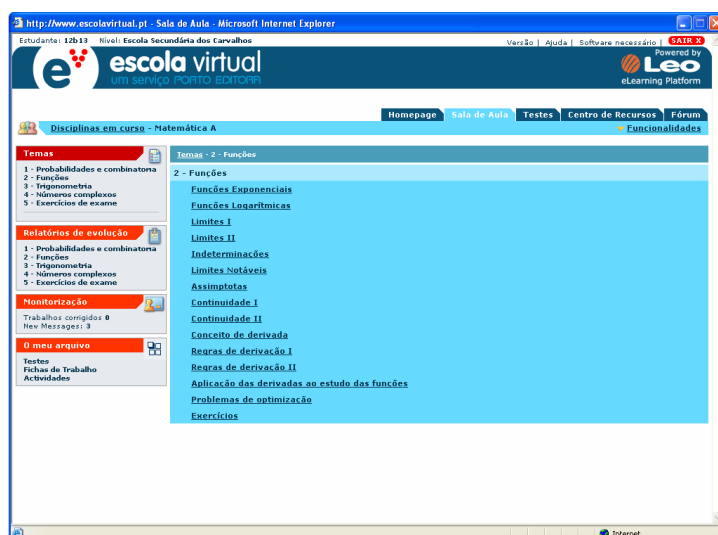 http://www.escolavirtual.pt - Sala de Aula - Microsoft Internet Explorer
Estudante: 12b13 Nível: Escola Secundária dos Carvalhos
Versão | Ajuda | Software necessário | SAIR X
escola virtual
um serviço PORTO EDITORA
Powered by
Leo
eLearning Platform
Homepage Sala de Aula Testes Centro de Recursos Fórum
Disciplinas em curso - Matemática A
Funcionalidades
Temas
1 - Probabilidades e combinatoria
2 - Funções
3 - Trigonometria
4 - Números complexos
5 - Exercícios de exame
Relatórios de evolução
1 - Probabilidades e combinatoria
2 - Funções
3 - Trigonometria
4 - Números complexos
5 - Exercícios de exame
Monitorização
Trabalhos corrigidos 0
New Messages: 3
O meu arquivo
Testes
Fichas de Trabalho
Actividades
Temas - 2 - Funções
2 - Funções
Funções Exponenciais
Funções Logarítmicas
Limites I
Limites II
Indeterminações
Limites Notáveis
Assimptotas
Continuidade I
Continuidade II
Conceito de derivada
Regras de derivação I
Regras de derivação II
Aplicação das derivadas ao estudo das funções
Problemas de optimização
Exercícios
Internet